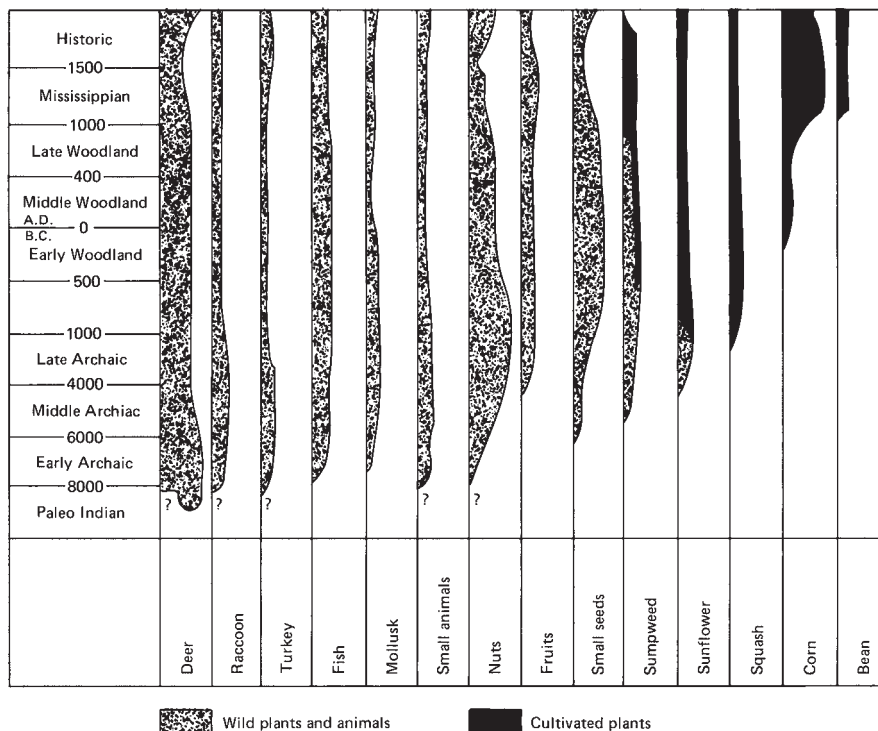 Historic
1500
Mississippian
1000
Late Woodland
400
Middle Woodland
A.D. 0
B.C.
Early Woodland
500
1000
Late Archaic
4000
Middle Archiac
6000
Early Archaic
8000
Paleo Indian
? ? ? ? ?
Deer
Raccoon
Turkey
Fish
Mollusk
Small animals
Nuts
Fruits
Small seeds
Sumpweed
Sunflower
Squash
Corn
Bean
Wild plants and animals
Cultivated plants